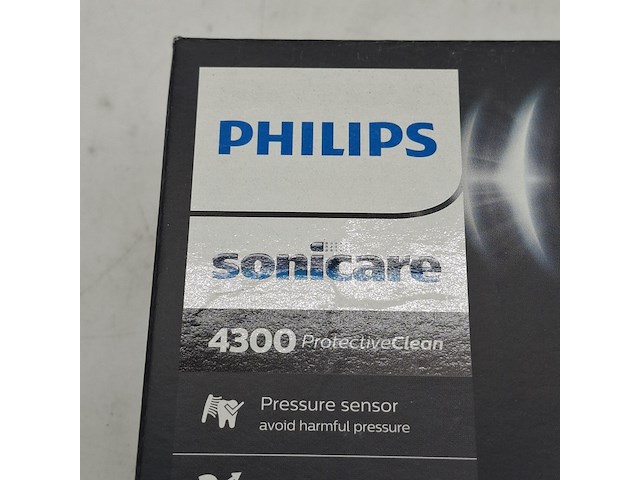 PHILIPS
sonicare
4300 ProtectiveClean
Pressure sensor
avoid harmful pressure